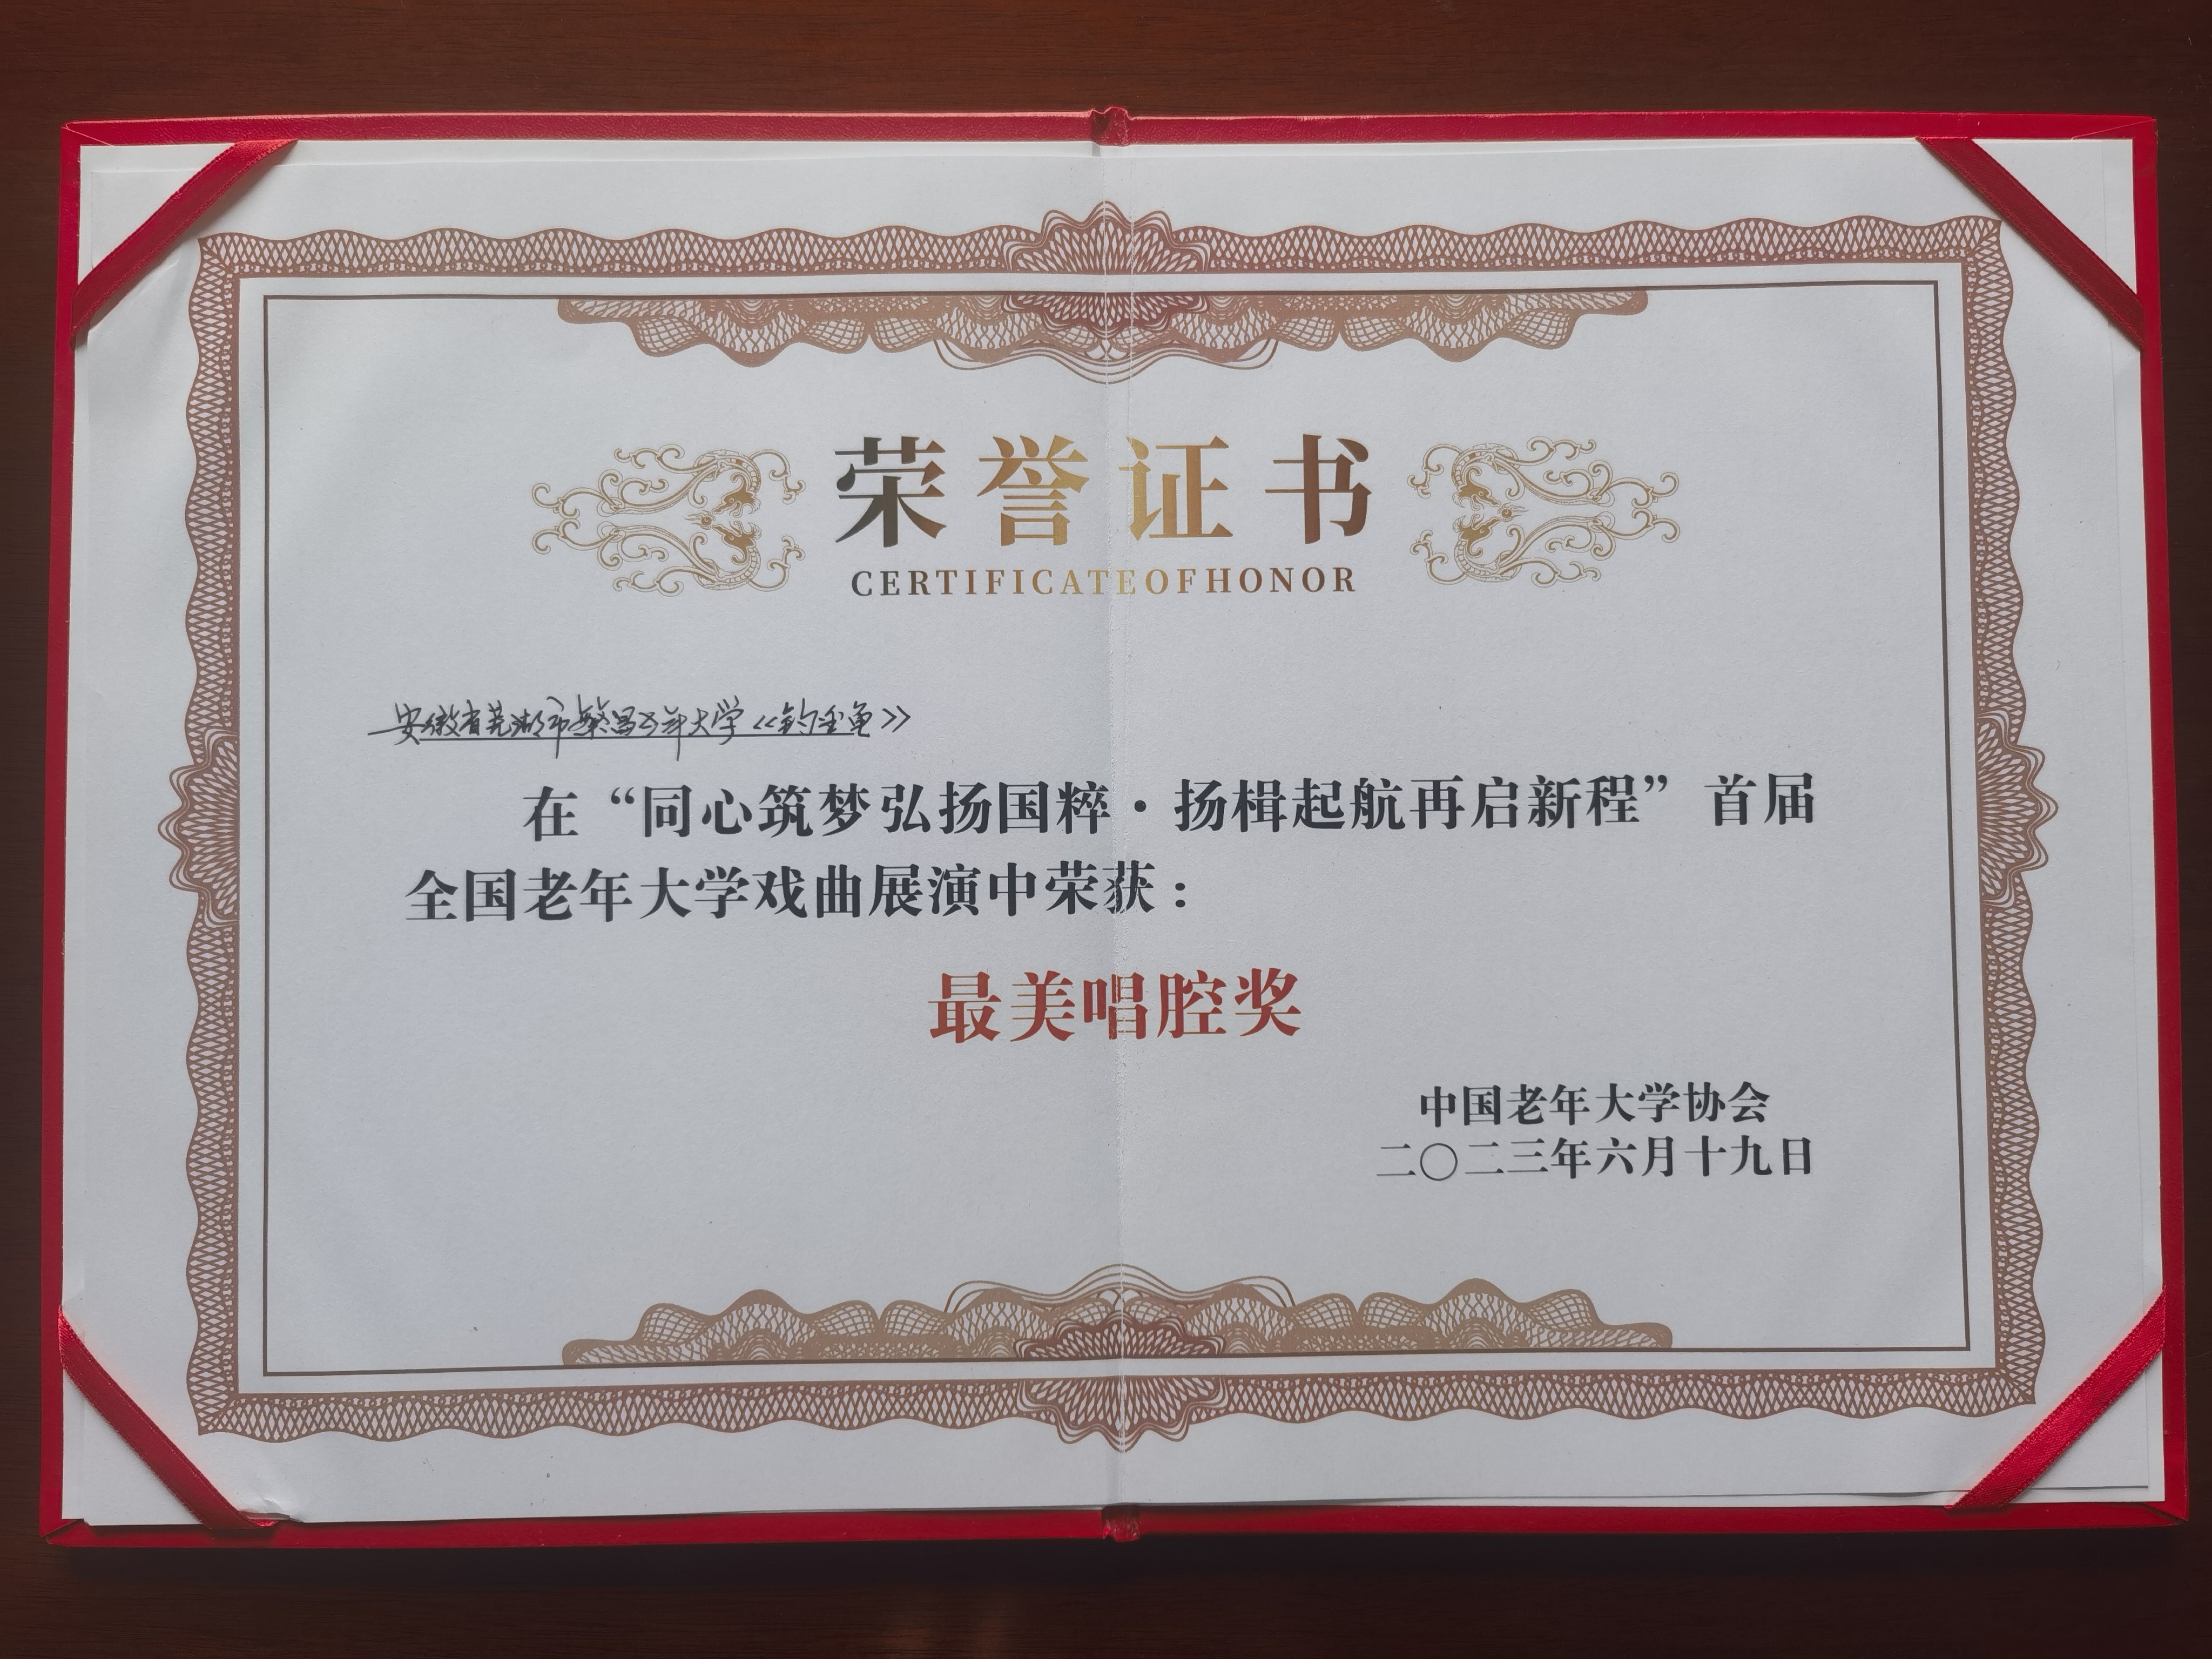 荣誉证书
CERTIFICATEOFHONOR
安徽省芜湖市繁昌老年大学《钓金龟》
在“同心筑梦弘扬国粹·扬楫起航再启新程”首届
全国老年大学戏曲展演中荣获：
最美唱腔奖
中国老年大学协会
二〇二三年六月十九日